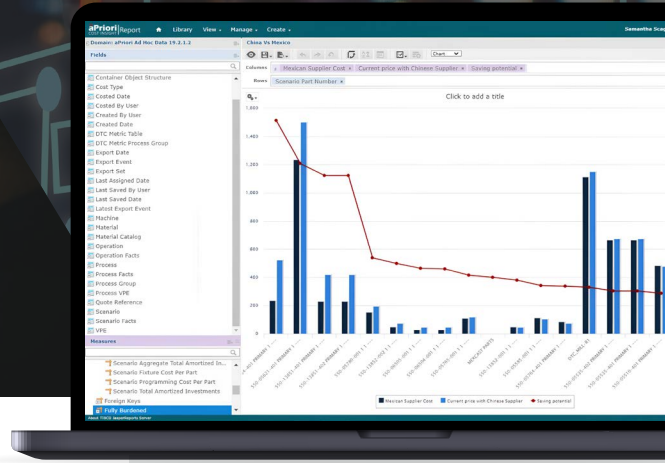 aPriori Report
Library View Manage Create
Samantha Scap
Domain: aPriori Ad Hoc Data 19.2.1.2
China Vs Mexico
Fields
Chart
Columns Mexican Supplier Cost × Current price with Chinese Supplier × Saving potential ×
Rows Scenario Part Number ×
Click to add a title
Container Object Structure
Cost Type
Costed Date
Costed By User
Created By User
Created Date
DTC Metric Table
DTC Metric Process Group
Export Date
Export Event
Export Set
Last Assigned Date
Last Saved By User
Last Saved Date
Latest Export Event
Machine
Material
Material Catalog
Operation
Operation Facts
Process
Process Facts
Process Group
Process VPE
Quote Reference
Scenario
Scenario Facts
VPE
Measures
Scenario Aggregate Total Amortized In...
Scenario Fixture Cost Per Part
Scenario Programming Cost Per Part
Scenario Total Amortized Investments
Foreign Keys
Fully Burdened
1,600
1,400
1,000
800
600
400
200
0
Mexican Supplier Cost Current price with Chinese Supplier Saving potential
About TIBCO JasperReports Server